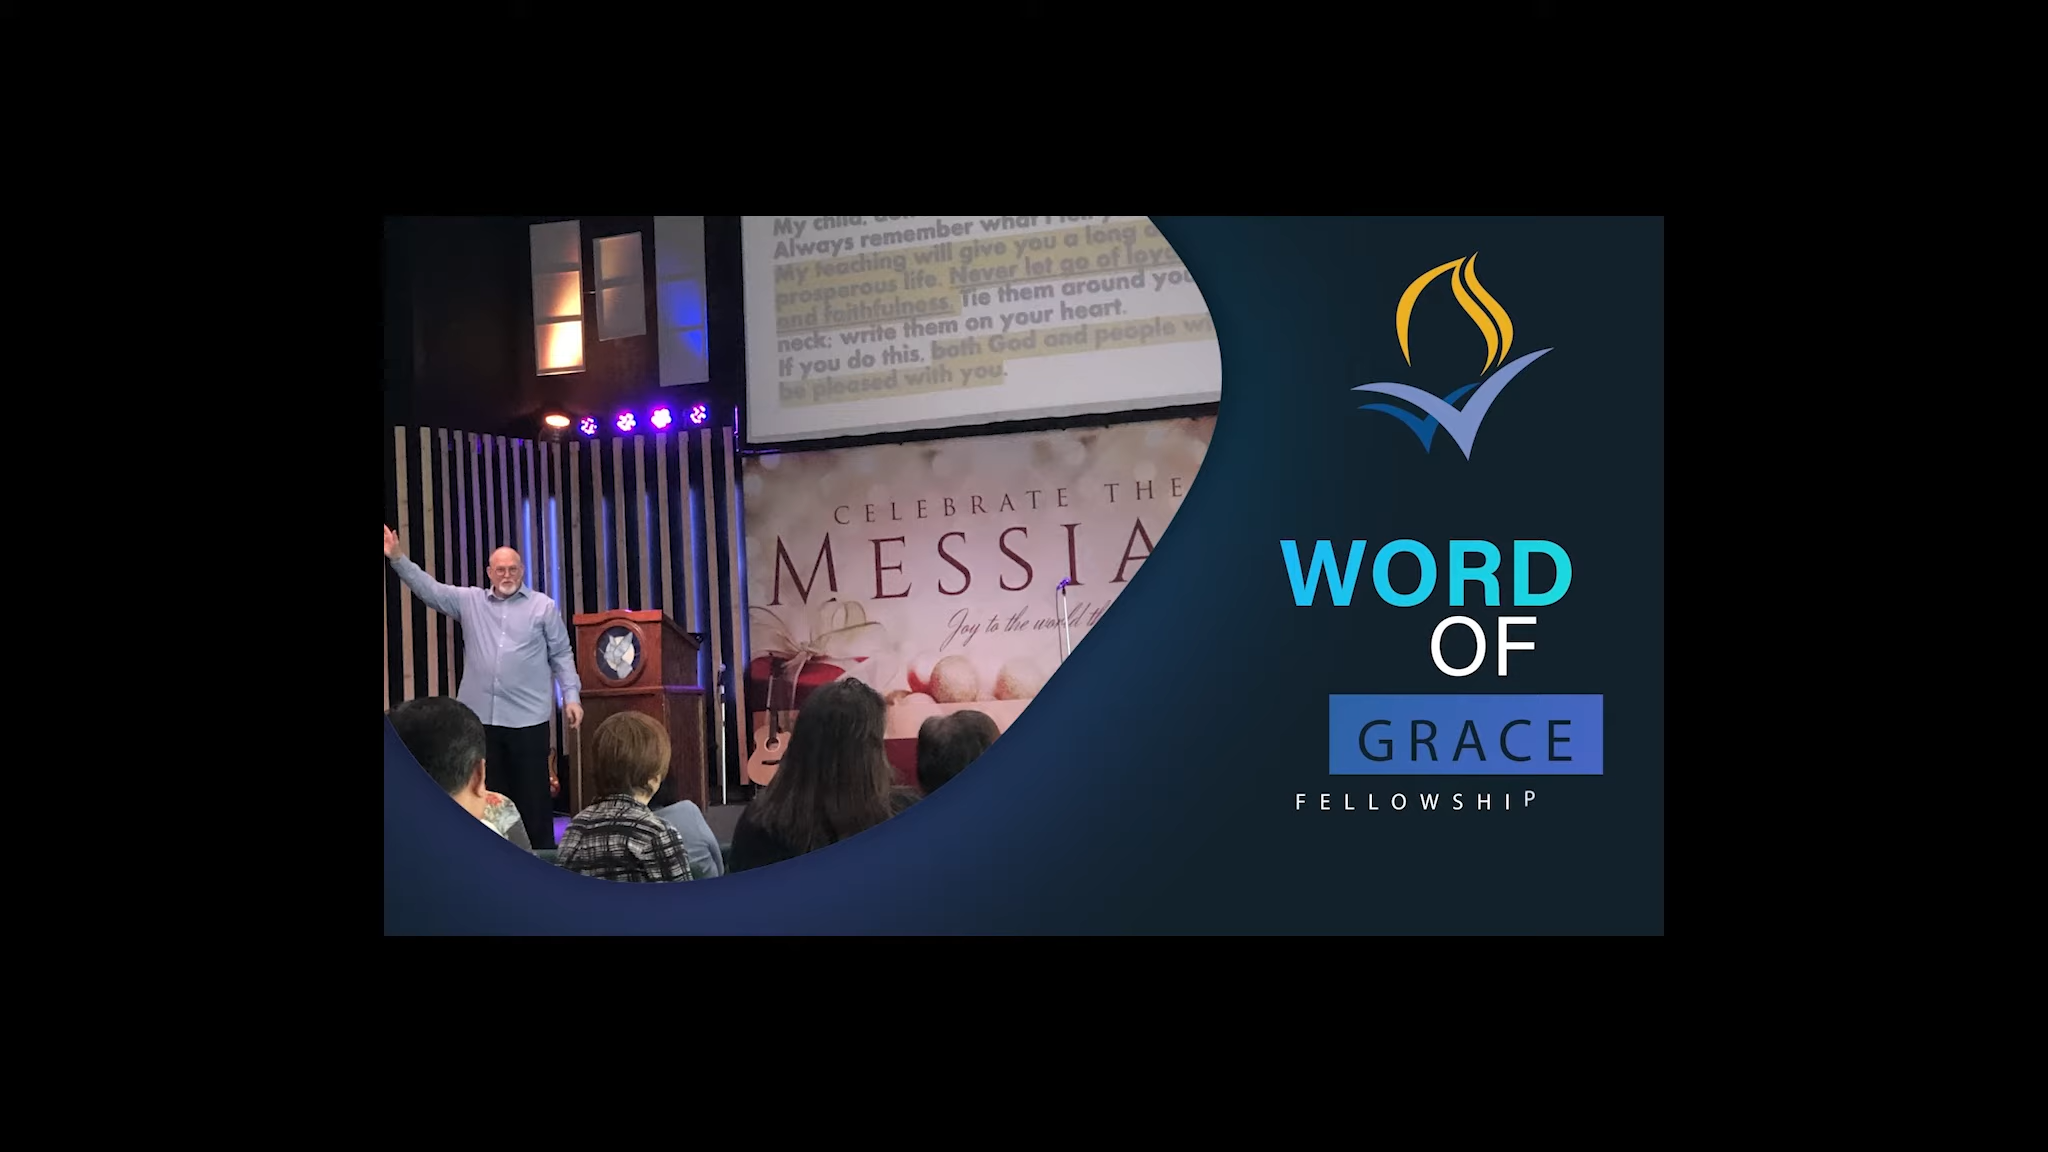 My child,
Always remember what I tell
My teaching will give you a long
prosperous life. Never let go of
and faithfulness. Tie them around
neck; write them on your heart.
If you do this, both God and people
be pleased with you.
CELEBRATE THE
MESSIA
Joy to the world
WORD
OF
GRACE
FELLOWSHIP